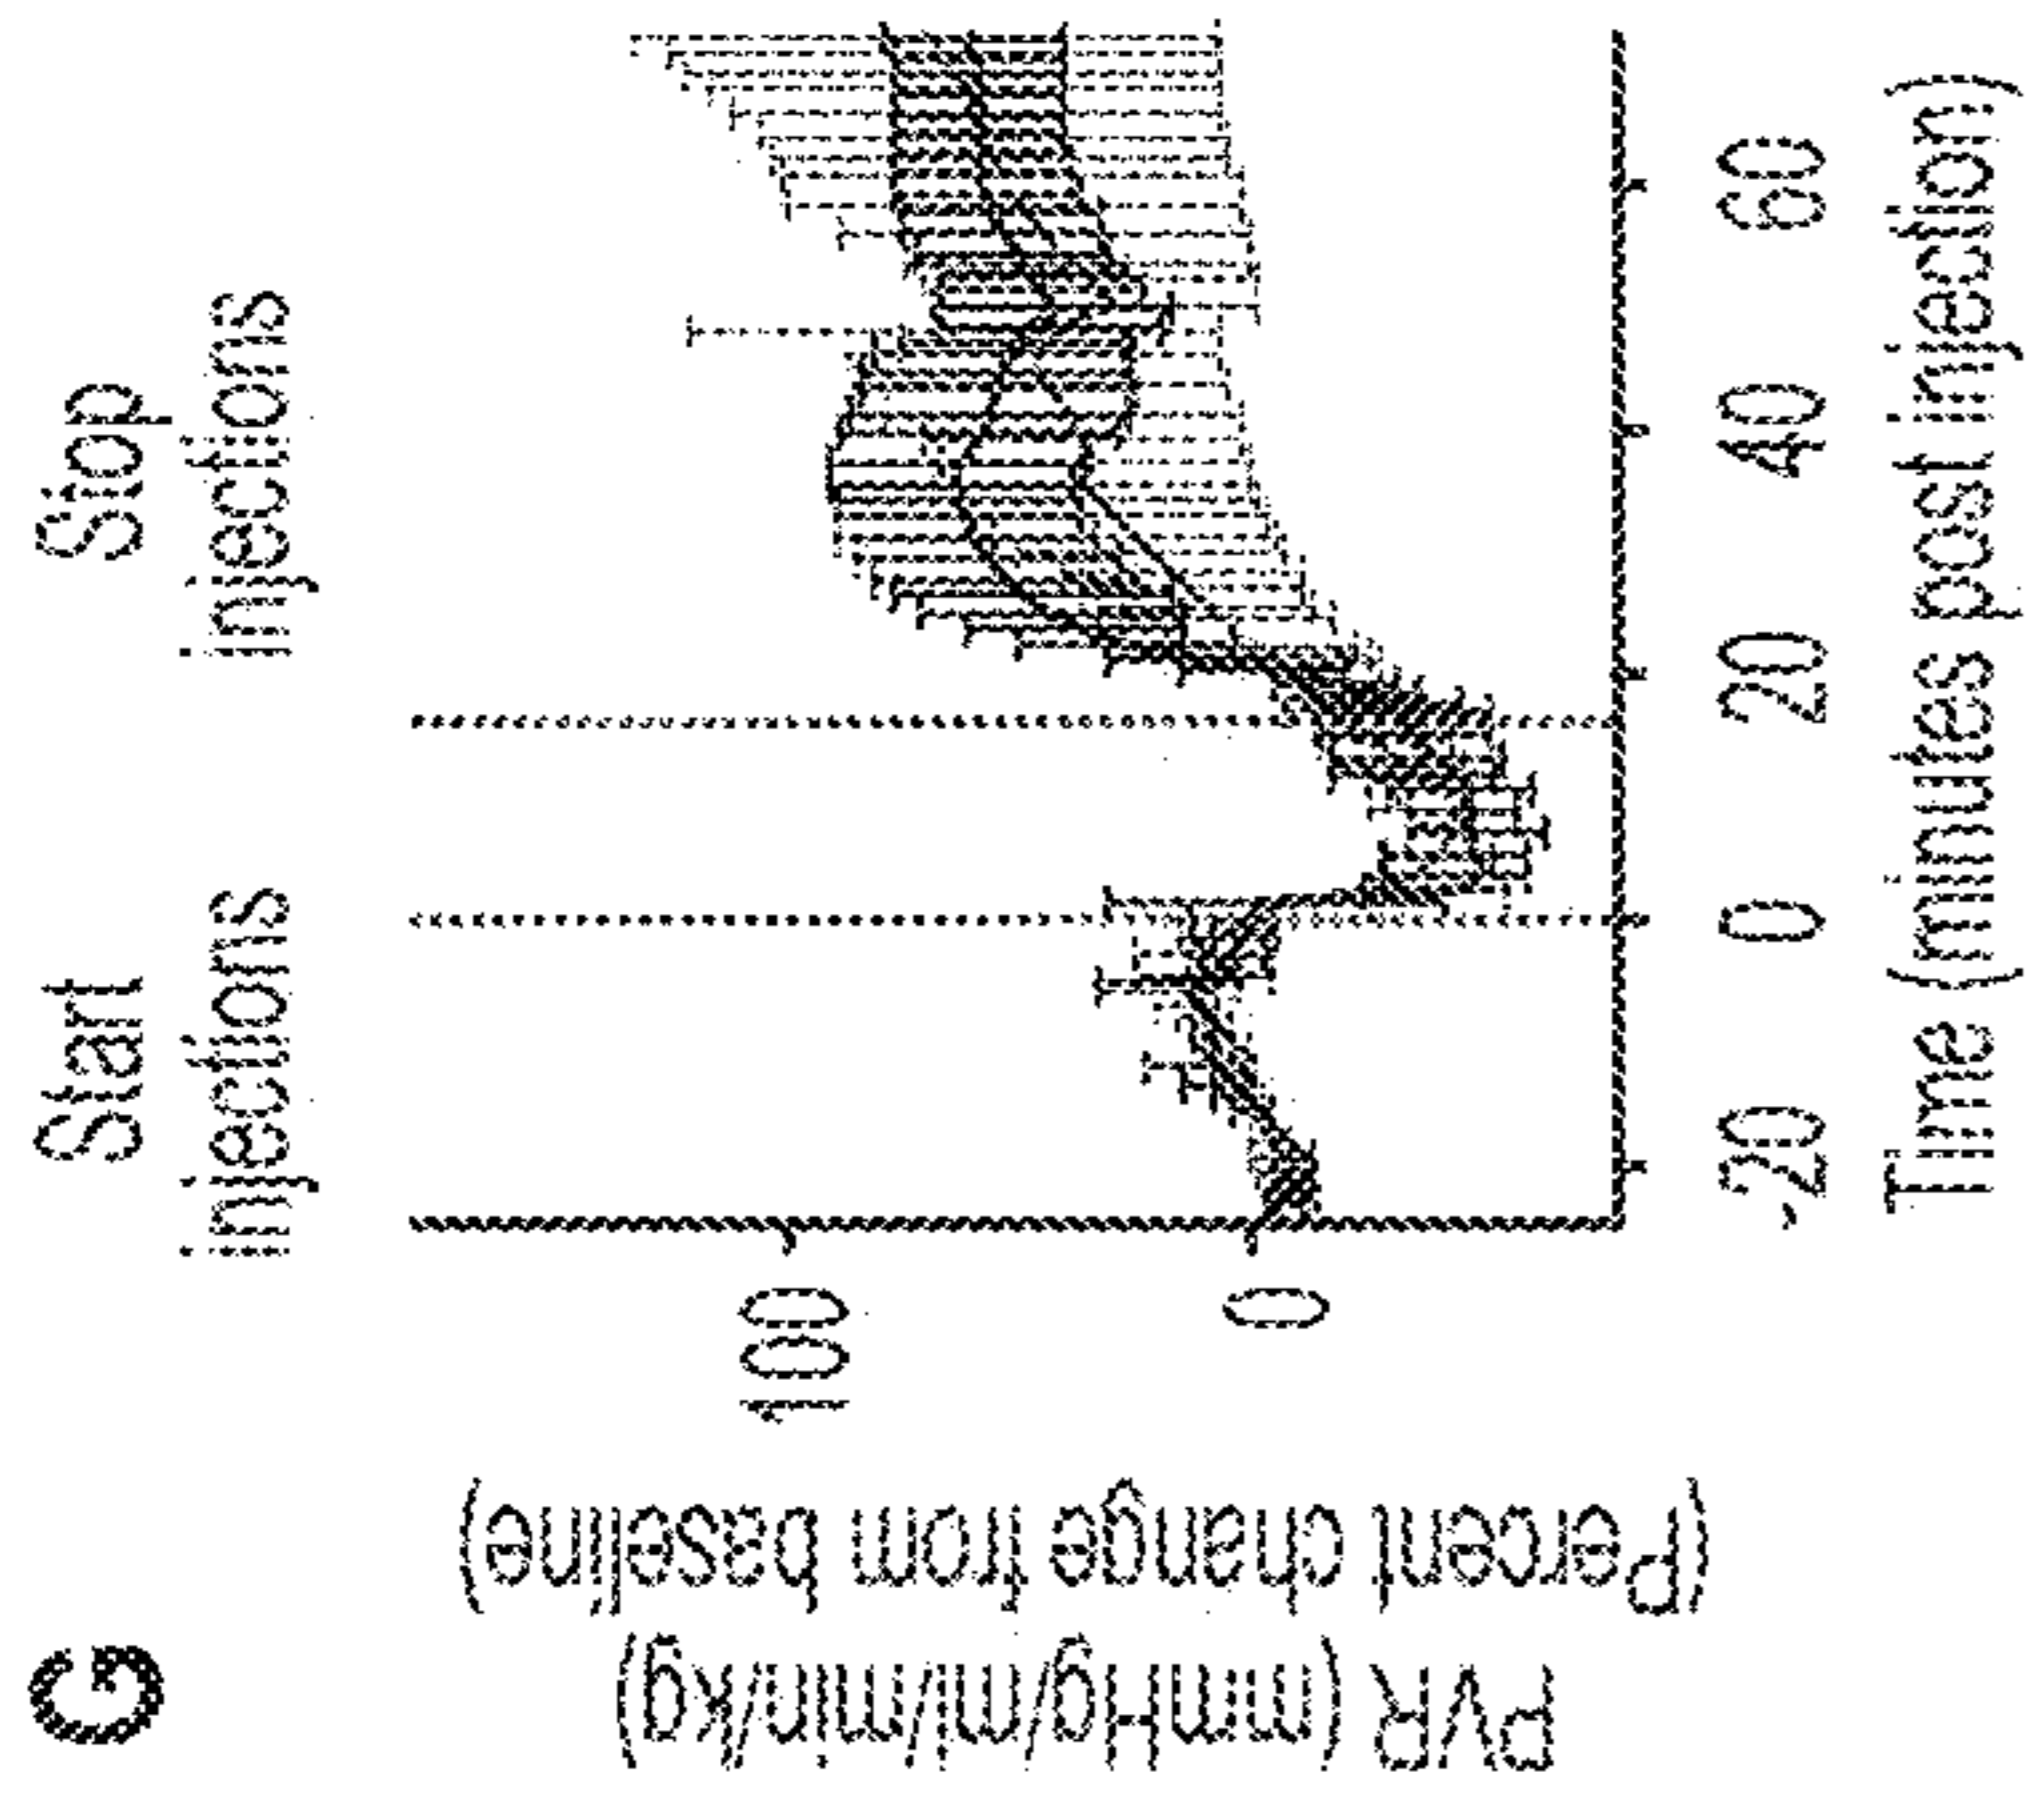 G
Start
injections
Stop
injections
PVR (mmHg/ml/min/kg)
(Percent change from baseline)
100
0
-20
0
20
40
60
Time (minutes post injection)